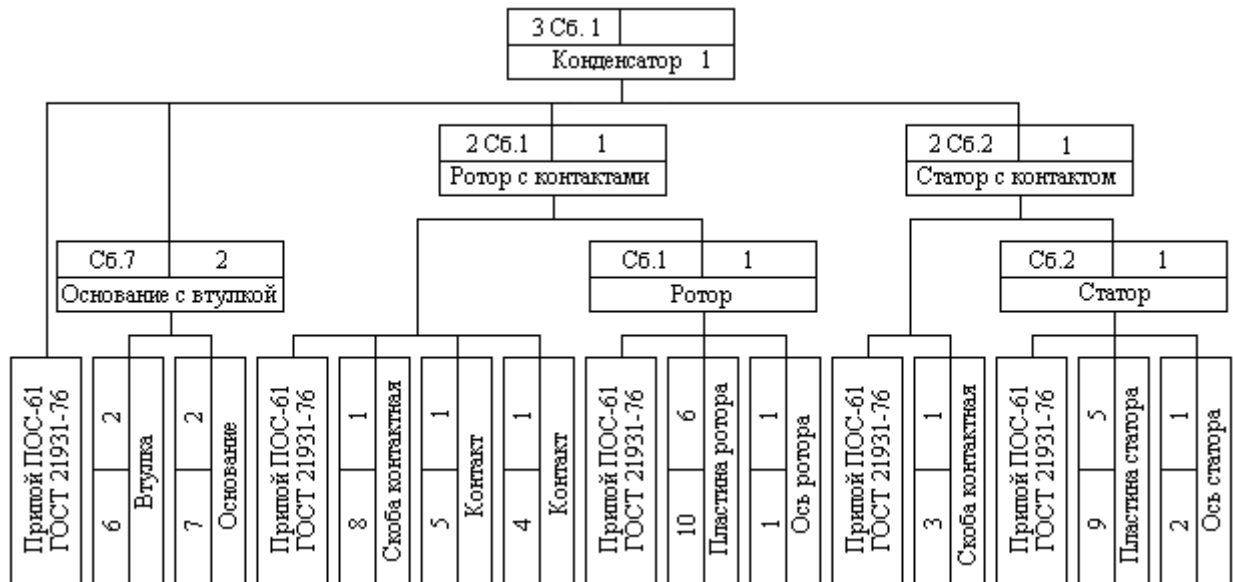 3 Сб. 1
Конденсатор 1
2 Сб.1 1
Ротор с контактами
2 Сб.2 1
Статор с контактом
Сб.7 2
Основание с втулкой
Сб.1 1
Ротор
Сб.2 1
Статор
Припой ПОС-61
ГОСТ 21931-76
6 2
Втулка
7 2
Основание
Припой ПОС-61
ГОСТ 21931-76
8 1
Скоба контактная
5 1
Контакт
4 1
Контакт
Припой ПОС-61
ГОСТ 21931-76
10 6
Пластина ротора
1 1
Ось ротора
Припой ПОС-61
ГОСТ 21931-76
3 1
Скоба контактная
Припой ПОС-61
ГОСТ 21931-76
9 5
Пластина статора
2 1
Ось статора